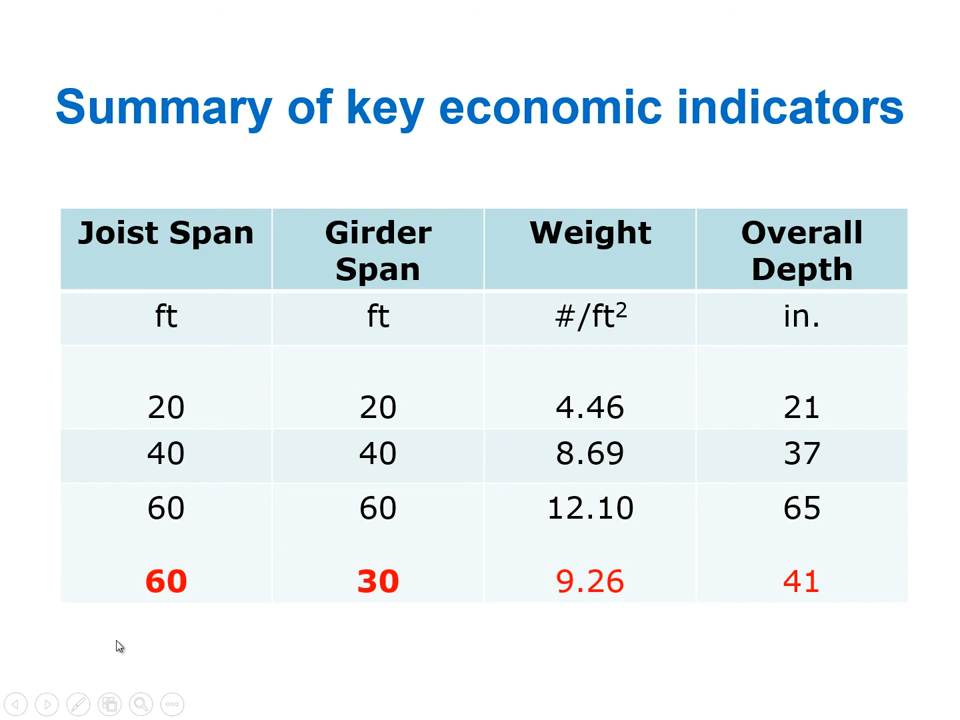 Summary of key economic indicators
Joist Span Girder Span Weight Overall Depth
ft ft #/ft² in.
20 20 4.46 21
40 40 8.69 37
60 60 12.10 65
60 30 9.26 41